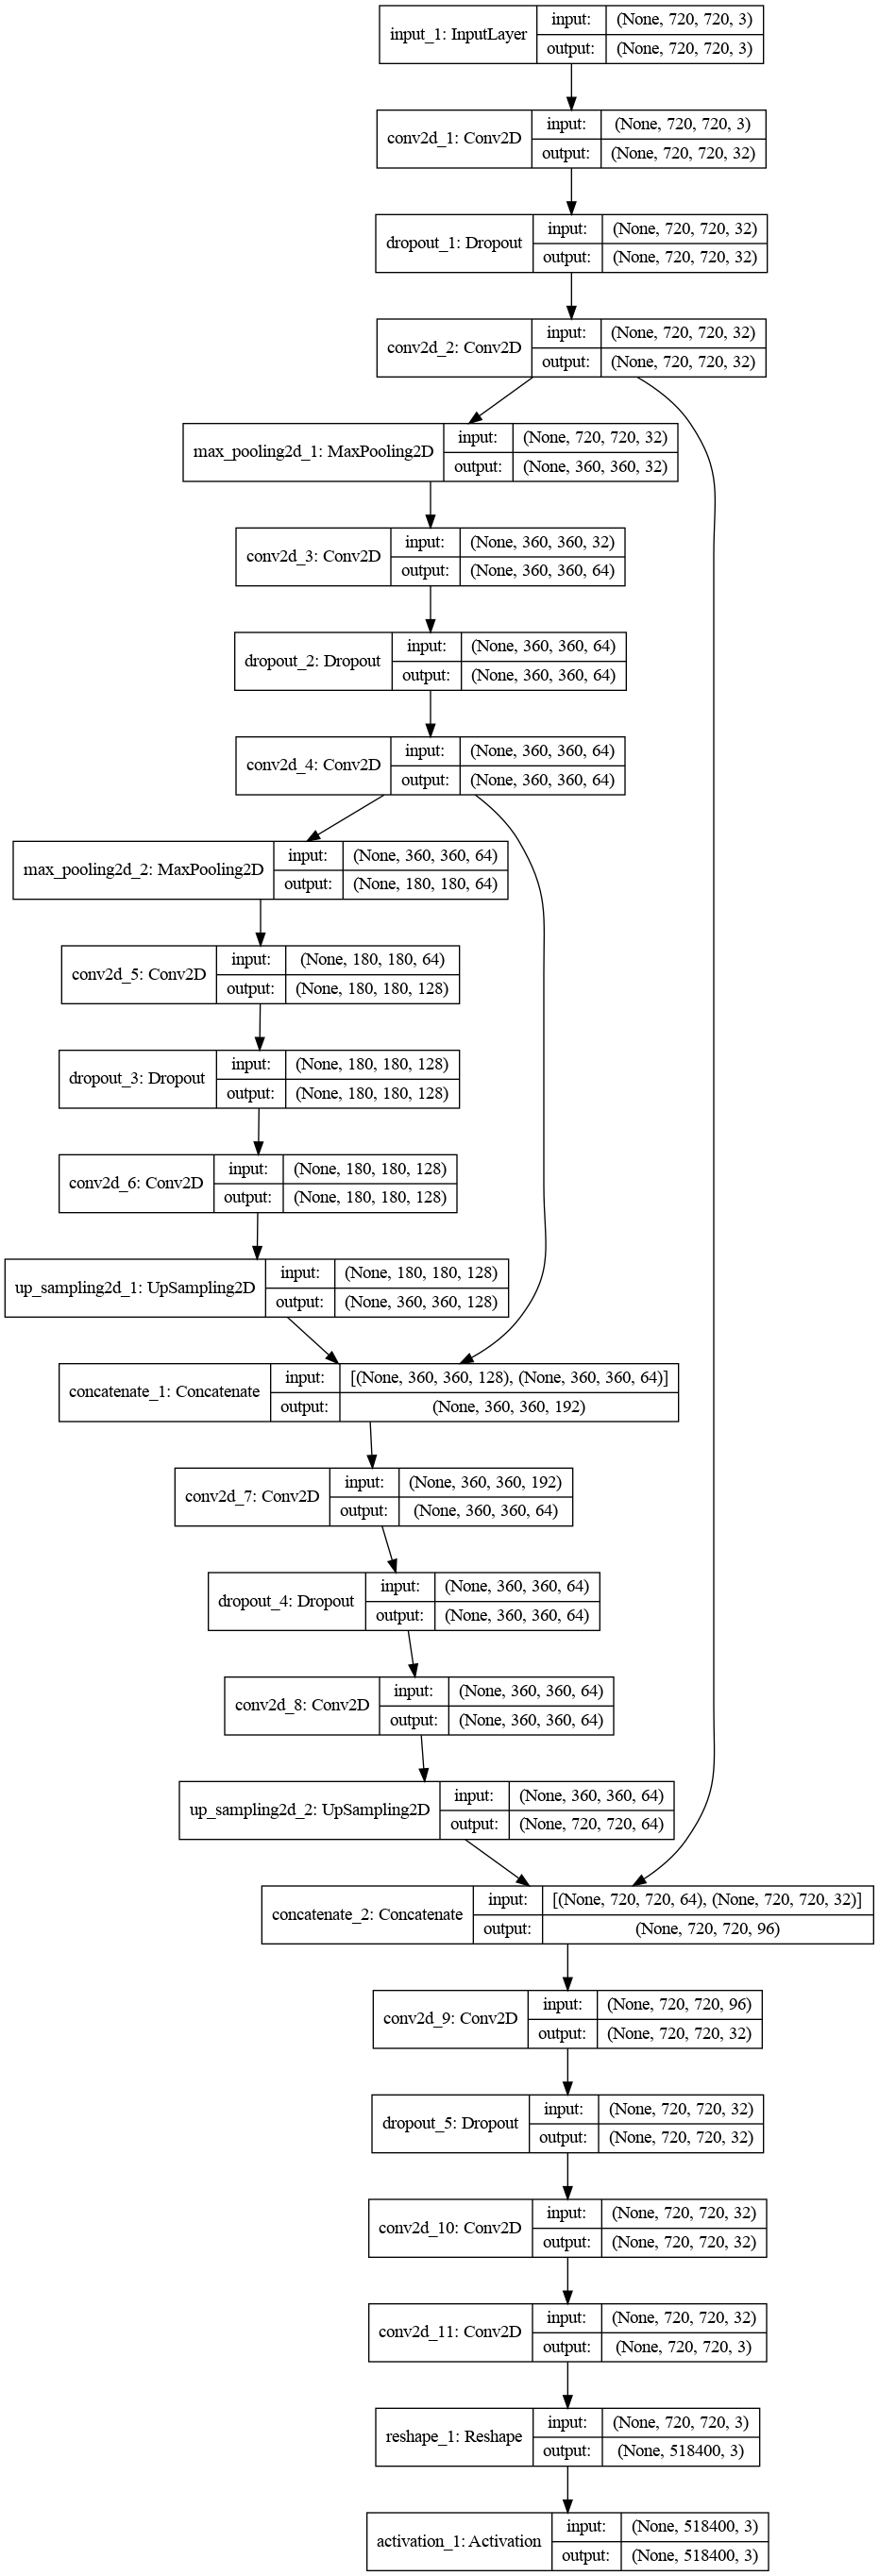 input_1: InputLayer
input: (None, 720, 720, 3)
output: (None, 720, 720, 3)
conv2d_1: Conv2D
input: (None, 720, 720, 3)
output: (None, 720, 720, 32)
dropout_1: Dropout
input: (None, 720, 720, 32)
output: (None, 720, 720, 32)
conv2d_2: Conv2D
input: (None, 720, 720, 32)
output: (None, 720, 720, 32)
max_pooling2d_1: MaxPooling2D
input: (None, 720, 720, 32)
output: (None, 360, 360, 32)
conv2d_3: Conv2D
input: (None, 360, 360, 32)
output: (None, 360, 360, 64)
dropout_2: Dropout
input: (None, 360, 360, 64)
output: (None, 360, 360, 64)
conv2d_4: Conv2D
input: (None, 360, 360, 64)
output: (None, 360, 360, 64)
max_pooling2d_2: MaxPooling2D
input: (None, 360, 360, 64)
output: (None, 180, 180, 64)
conv2d_5: Conv2D
input: (None, 180, 180, 64)
output: (None, 180, 180, 128)
dropout_3: Dropout
input: (None, 180, 180, 128)
output: (None, 180, 180, 128)
conv2d_6: Conv2D
input: (None, 180, 180, 128)
output: (None, 180, 180, 128)
up_sampling2d_1: UpSampling2D
input: (None, 180, 180, 128)
output: (None, 360, 360, 128)
concatenate_1: Concatenate
input: [(None, 360, 360, 128), (None, 360, 360, 64)]
output: (None, 360, 360, 192)
conv2d_7: Conv2D
input: (None, 360, 360, 192)
output: (None, 360, 360, 64)
dropout_4: Dropout
input: (None, 360, 360, 64)
output: (None, 360, 360, 64)
conv2d_8: Conv2D
input: (None, 360, 360, 64)
output: (None, 360, 360, 64)
up_sampling2d_2: UpSampling2D
input: (None, 360, 360, 64)
output: (None, 720, 720, 64)
concatenate_2: Concatenate
input: [(None, 720, 720, 64), (None, 720, 720, 32)]
output: (None, 720, 720, 96)
conv2d_9: Conv2D
input: (None, 720, 720, 96)
output: (None, 720, 720, 32)
dropout_5: Dropout
input: (None, 720, 720, 32)
output: (None, 720, 720, 32)
conv2d_10: Conv2D
input: (None, 720, 720, 32)
output: (None, 720, 720, 32)
conv2d_11: Conv2D
input: (None, 720, 720, 32)
output: (None, 720, 720, 3)
reshape_1: Reshape
input: (None, 720, 720, 3)
output: (None, 518400, 3)
activation_1: Activation
input: (None, 518400, 3)
output: (None, 518400, 3)